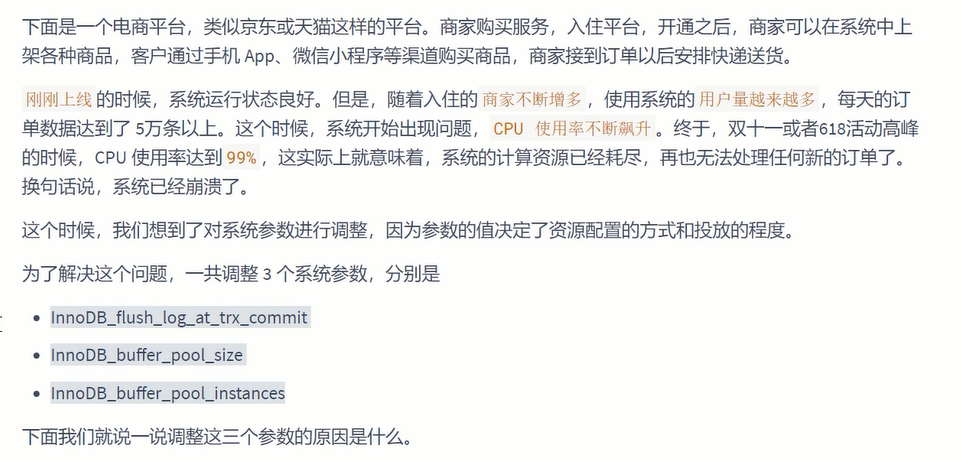 下面是一个电商平台，类似京东或天猫这样的平台。商家购买服务，入住平台，开通之后，商家可以在系统中上
架各种商品，客户通过手机 App、微信小程序等渠道购买商品，商家接到订单以后安排快递送货。
刚刚上线的时候，系统运行状态良好。但是，随着入住的商家不断增多，使用系统的用户量越来越多，每天的订
单数据达到了 5万条以上。这个时候，系统开始出现问题，CPU 使用率不断飙升。终于，双十一或者618活动高峰
的时候，CPU 使用率达到99%，这实际上就意味着，系统的计算资源已经耗尽，再也无法处理任何新的订单了。
换句话说，系统已经崩溃了。
这个时候，我们想到了对系统参数进行调整，因为参数的值决定了资源配置的方式和投放的程度。
为了解决这个问题，一共调整 3 个系统参数，分别是
• InnoDB_flush_log_at_trx_commit
• InnoDB_buffer_pool_size
• InnoDB_buffer_pool_instances
下面我们就说一说调整这三个参数的原因是什么。